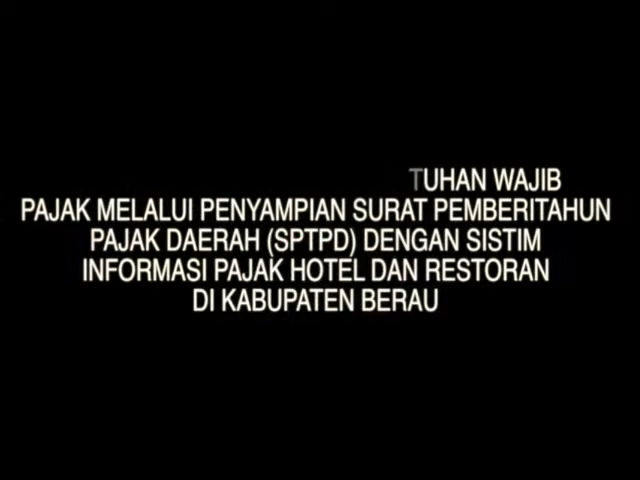 TUHAN WAJIB
PAJAK MELALUI PENYAMPIAN SURAT PEMBERITAHUN
PAJAK DAERAH (SPTPD) DENGAN SISTIM
INFORMASI PAJAK HOTEL DAN RESTORAN
DI KABUPATEN BERAU